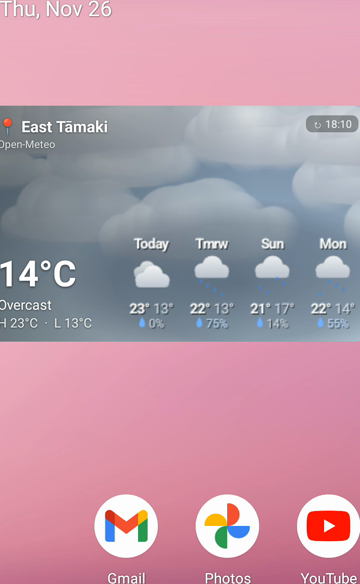 Thu, Nov 26
East Tāmaki
18:10
Open-Meteo
Today Tmrw Sun Mon
14°C
Overcast
23° 13° 22° 13° 21° 17° 22° 14°
H 23°C · L 13°C
0% 75% 14% 55%
Gmail Photos YouTube